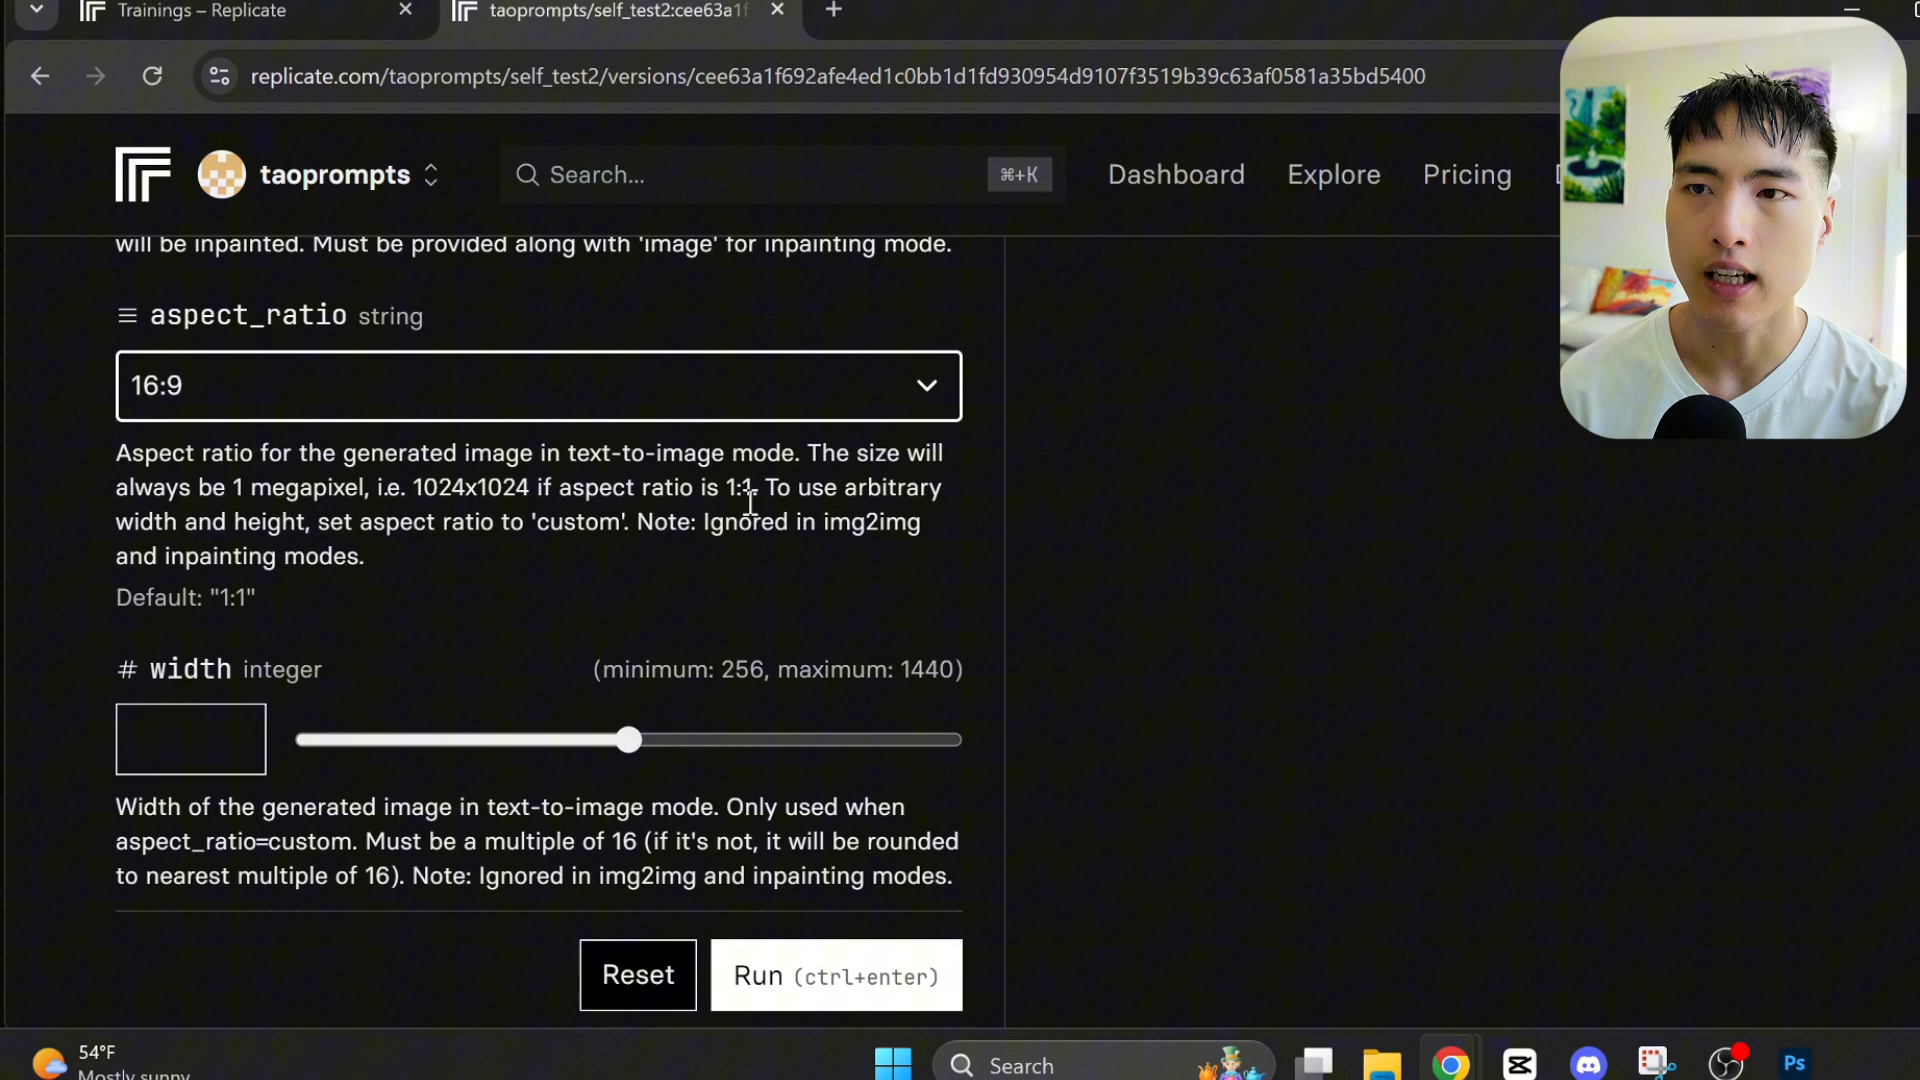 Trainings – Replicate
taoprompts/self_test2:cee63a1f
replicate.com/taoprompts/self_test2/versions/cee63a1f692afe4ed1c0bb1d1fd930954d9107f3519b39c63af0581a35bd5400
taoprompts
Search...
⌘+K
Dashboard
Explore
Pricing
will be inpainted. Must be provided along with 'image' for inpainting mode.
aspect_ratio string
16:9
Aspect ratio for the generated image in text-to-image mode. The size will
always be 1 megapixel, i.e. 1024x1024 if aspect ratio is 1:1. To use arbitrary
width and height, set aspect ratio to 'custom'. Note: Ignored in img2img
and inpainting modes.
Default: "1:1"
# width integer (minimum: 256, maximum: 1440)
Width of the generated image in text-to-image mode. Only used when
aspect_ratio=custom. Must be a multiple of 16 (if it's not, it will be rounded
to nearest multiple of 16). Note: Ignored in img2img and inpainting modes.
Reset
Run (ctrl+enter)
54°F
Mostly sunny
Search
Ps